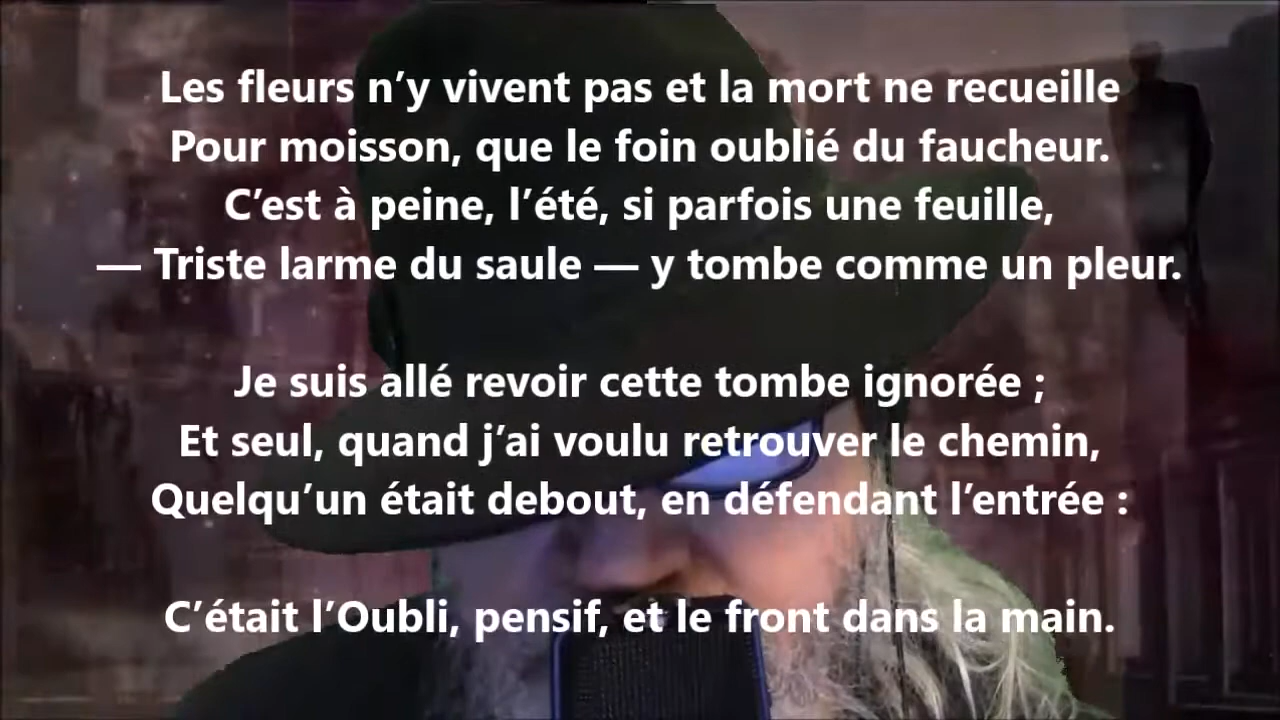 Les fleurs n’y vivent pas et la mort ne recueille
Pour moisson, que le foin oublié du faucheur.
C’est à peine, l’été, si parfois une feuille,
— Triste larme du saule — y tombe comme un pleur.
Je suis allé revoir cette tombe ignorée ;
Et seul, quand j’ai voulu retrouver le chemin,
Quelqu’un était debout, en défendant l’entrée :
C’était l’Oubli, pensif, et le front dans la main.